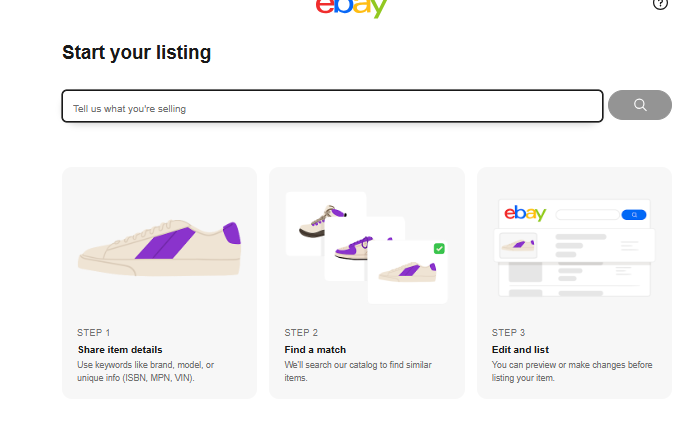 ebay
Start your listing
Tell us what you're selling
ebay
STEP 1
Share item details
Use keywords like brand, model, or
unique info (ISBN, MPN, VIN).
STEP 2
Find a match
We'll search our catalog to find similar
items.
STEP 3
Edit and list
You can preview or make changes before
listing your item.